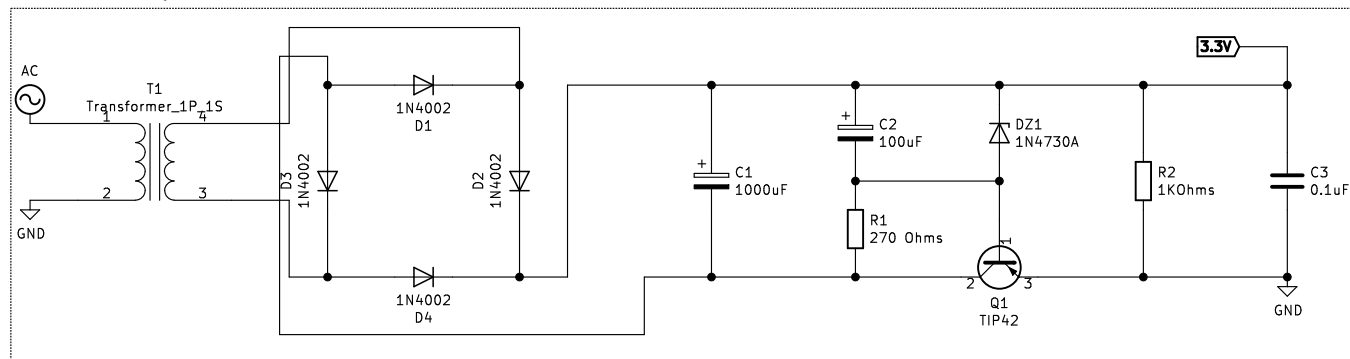 3.3V
AC
T1
Transformer_1P_1S
1
4
2
3
GND
1N4002
D1
D3
1N4002
D2
1N4002
1N4002
D4
+
C1
1000uF
+
C2
100uF
DZ1
1N4730A
R1
270 Ohms
1
2
3
Q1
TIP42
R2
1KOhms
C3
0.1uF
GND